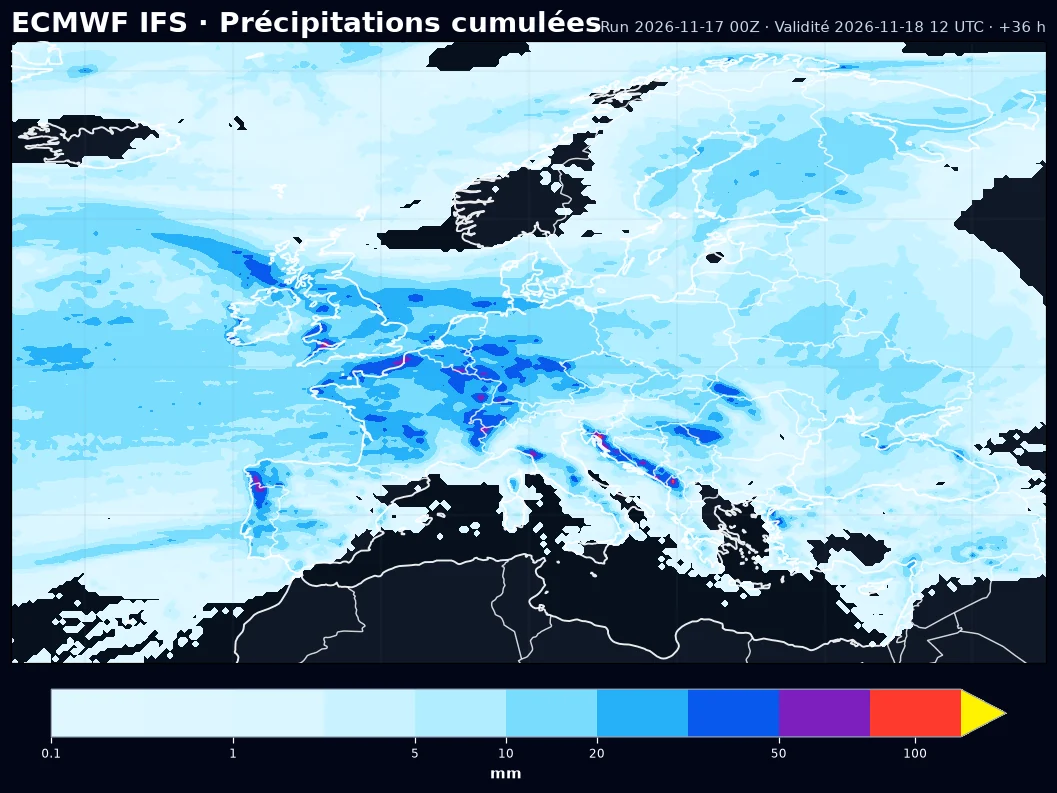 ECMWF IFS · Précipitations cumulées
Run 2026-11-17 00Z · Validité 2026-11-18 12 UTC · +36 h
0.1 1 5 10 20 50 100
mm